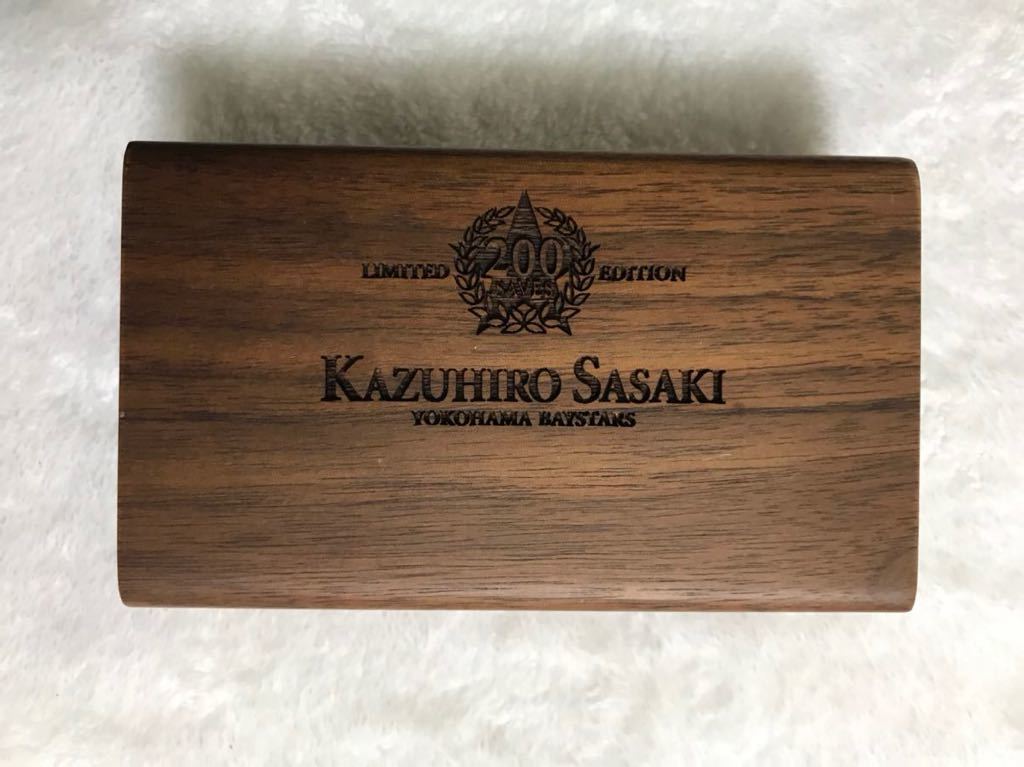 200
SAVES
LIMITED EDITION
KAZUHIRO SASAKI
YOKOHAMA BAYSTARS